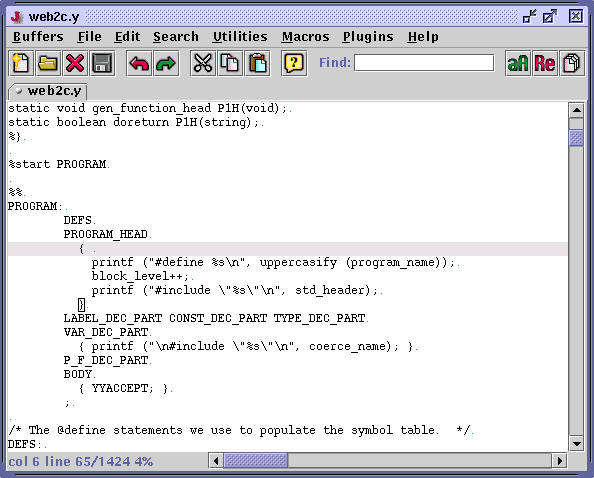 web2c.y
Buffers File Edit Search Utilities Macros Plugins Help
? Find: aA Re
web2c.y
static void gen_function_head P1H(void);.
static boolean doreturn P1H(string);.
%}.
.
%start PROGRAM.
.
%%.
PROGRAM:.
DEFS.
PROGRAM_HEAD.
{ .
printf ("#define %s\n", uppercasify (program_name));.
block_level++;.
printf ("#include \"%s\"\n", std_header);.
}.
LABEL_DEC_PART CONST_DEC_PART TYPE_DEC_PART.
VAR_DEC_PART.
{ printf ("\n#include \"%s\"\n", coerce_name); }.
P_F_DEC_PART.
BODY.
{ YYACCEPT; }.
;.
.
/* The @define statements we use to populate the symbol table.  */.
DEFS:.
col 6 line 65/1424 4%